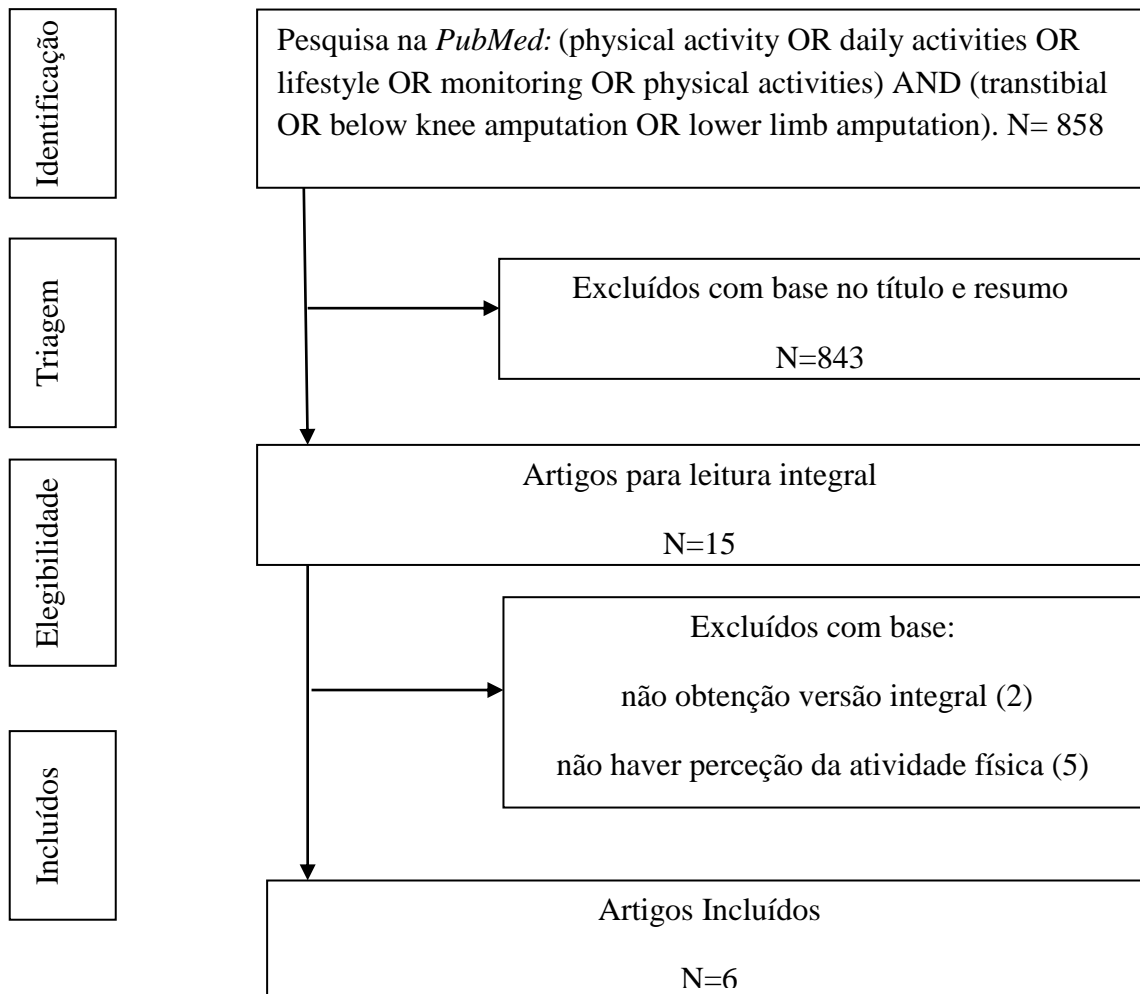 Identificação
Pesquisa na PubMed: (physical activity OR daily activities OR
lifestyle OR monitoring OR physical activities) AND (transtibial
OR below knee amputation OR lower limb amputation). N= 858
Triagem
Excluídos com base no título e resumo
N=843
Elegibilidade
Artigos para leitura integral
N=15
Excluídos com base:
não obtenção versão integral (2)
não haver perceção da atividade física (5)
Incluídos
Artigos Incluídos
N=6